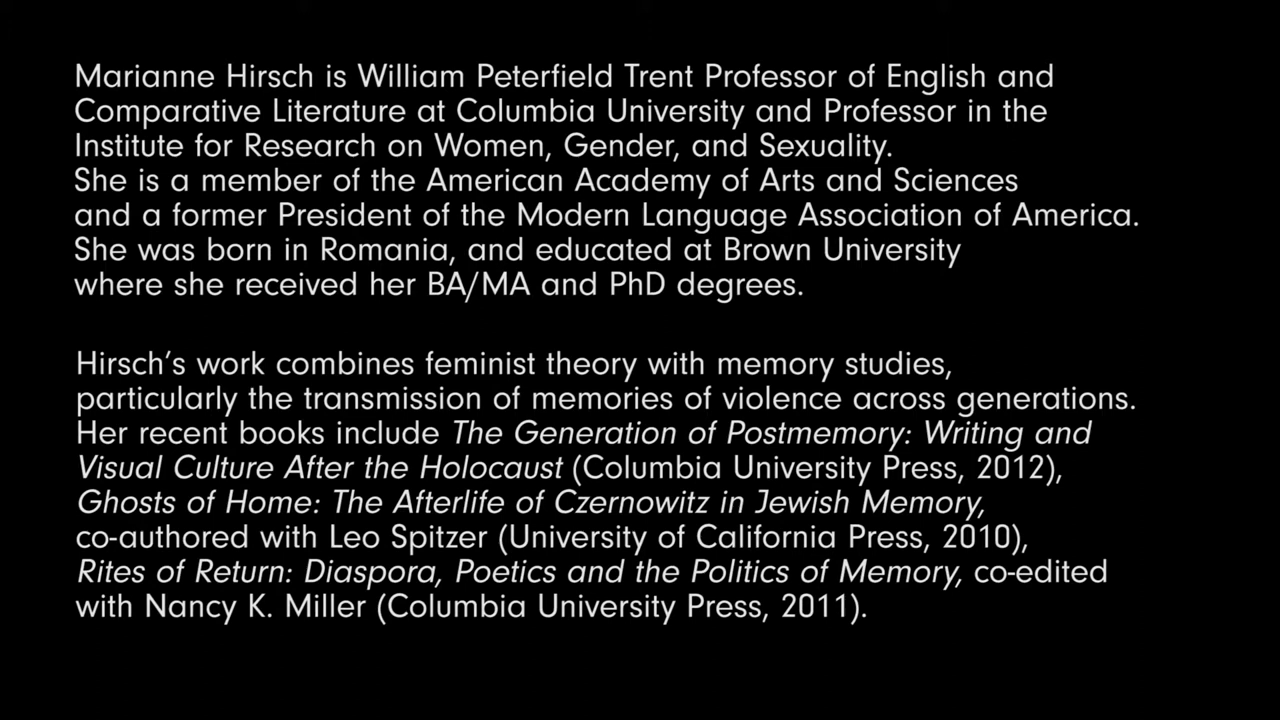 Marianne Hirsch is William Peterfield Trent Professor of English and
Comparative Literature at Columbia University and Professor in the
Institute for Research on Women, Gender, and Sexuality.
She is a member of the American Academy of Arts and Sciences
and a former President of the Modern Language Association of America.
She was born in Romania, and educated at Brown University
where she received her BA/MA and PhD degrees.
Hirsch’s work combines feminist theory with memory studies,
particularly the transmission of memories of violence across generations.
Her recent books include The Generation of Postmemory: Writing and
Visual Culture After the Holocaust (Columbia University Press, 2012),
Ghosts of Home: The Afterlife of Czernowitz in Jewish Memory,
co-authored with Leo Spitzer (University of California Press, 2010),
Rites of Return: Diaspora, Poetics and the Politics of Memory, co-edited
with Nancy K. Miller (Columbia University Press, 2011).